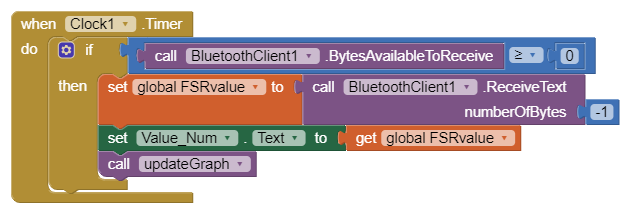 when Clock1 .Timer
do if call BluetoothClient1 .BytesAvailableToReceive ≥ 0
then set global FSRvalue to call BluetoothClient1 .ReceiveText
numberOfBytes -1
set Value_Num . Text to get global FSRvalue
call updateGraph